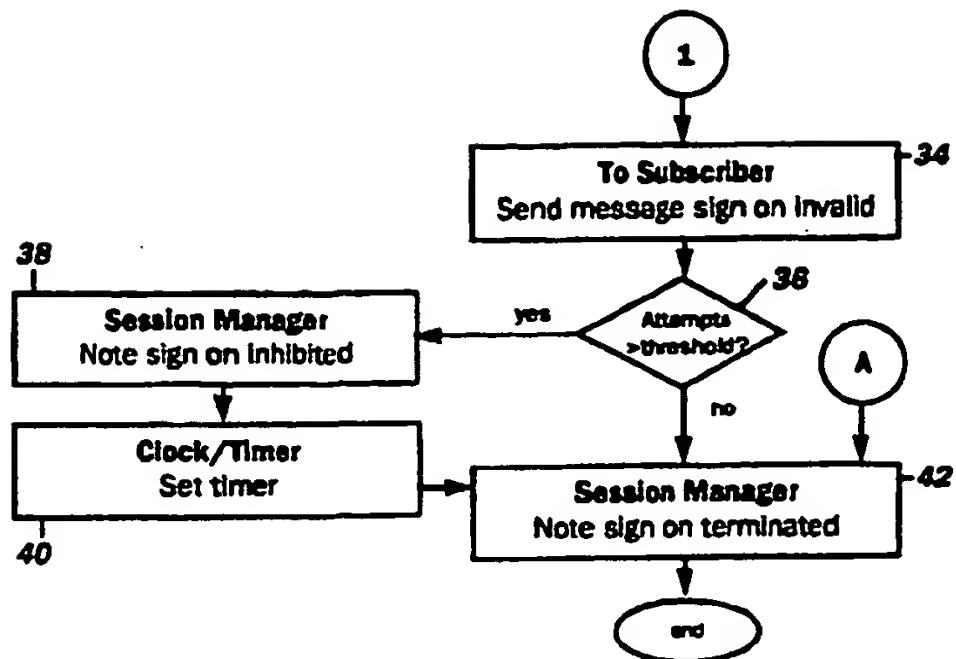 1
34
To Subscriber
Send message sign on invalid
38
36
Session Manager
Note sign on inhibited
yes
Attempts
>threshold?
A
no
Clock/Timer
Set timer
40
42
Session Manager
Note sign on terminated
end